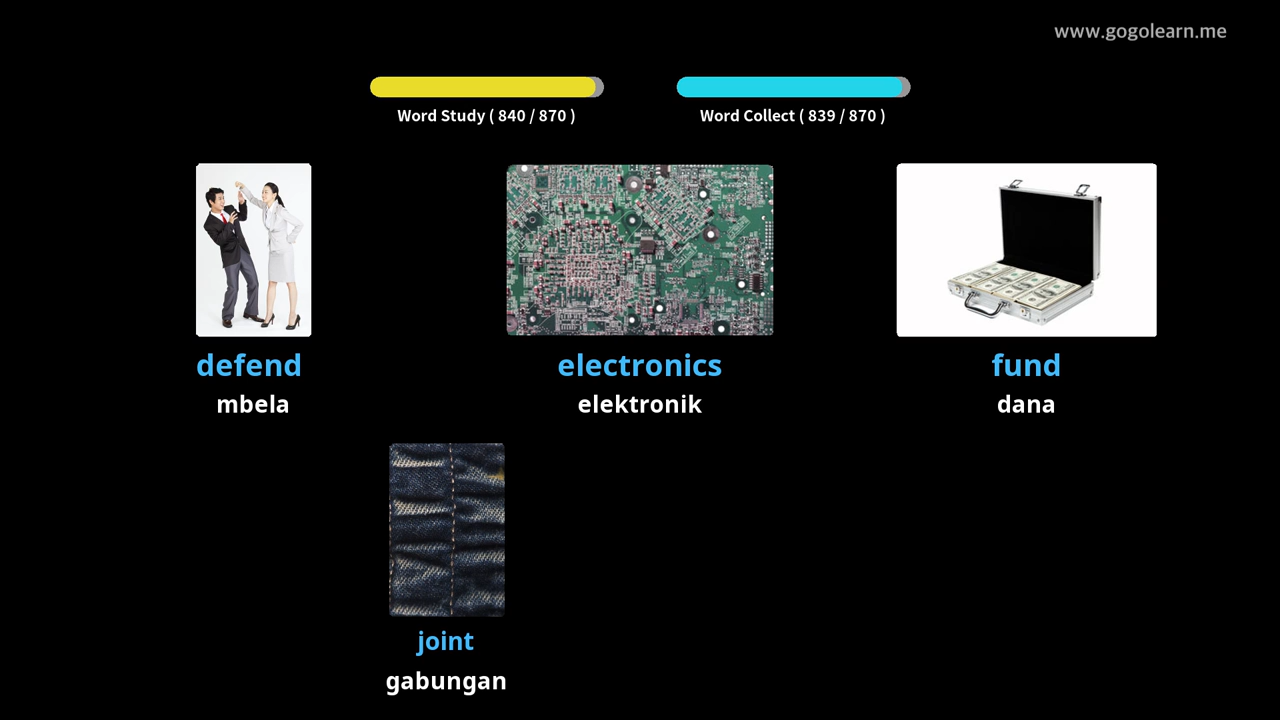 www.gogolearn.me
Word Study ( 840 / 870 )
Word Collect ( 839 / 870 )
defend
mbela
electronics
elektronik
fund
dana
joint
gabungan